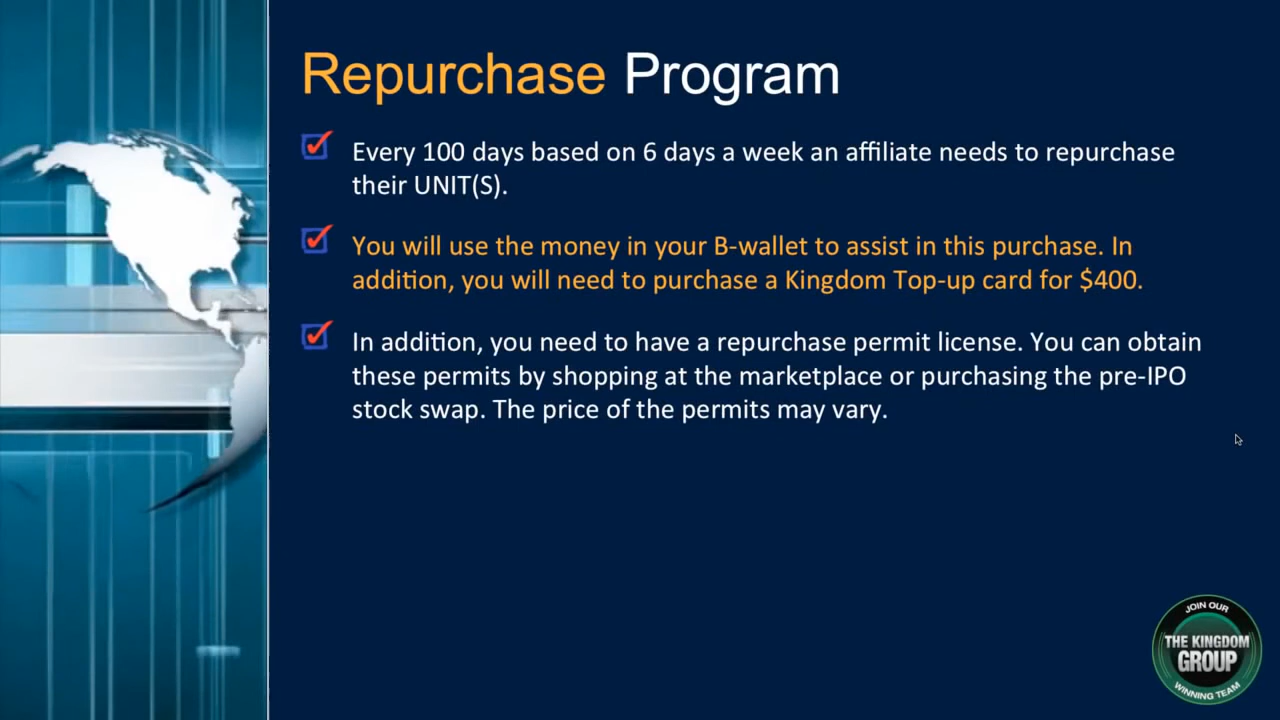 Repurchase Program
Every 100 days based on 6 days a week an affiliate needs to repurchase
their UNIT(S).
You will use the money in your B-wallet to assist in this purchase. In
addition, you will need to purchase a Kingdom Top-up card for $400.
In addition, you need to have a repurchase permit license. You can obtain
these permits by shopping at the marketplace or purchasing the pre-IPO
stock swap. The price of the permits may vary.
JOIN OUR
THE KINGDOM
GROUP
WINNING TEAM